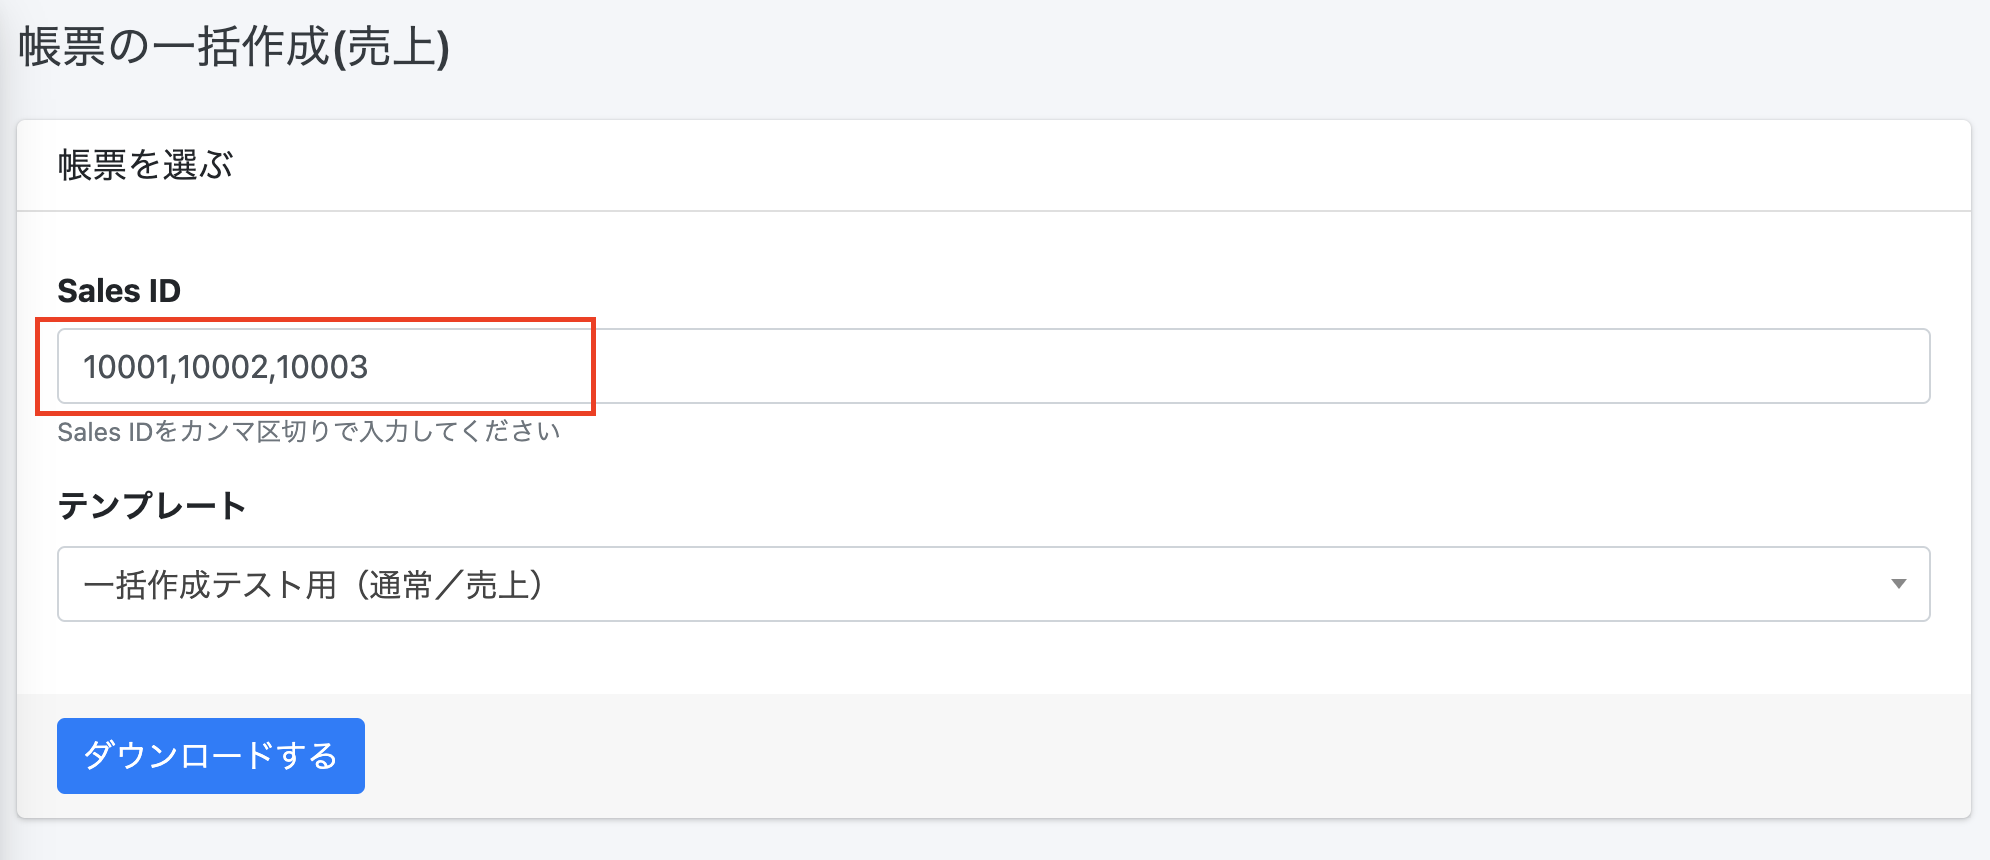 帳票の一括作成(売上)
帳票を選ぶ
Sales ID
10001,10002,10003
Sales IDをカンマ区切りで入力してください
テンプレート
一括作成テスト用（通常／売上）
ダウンロードする